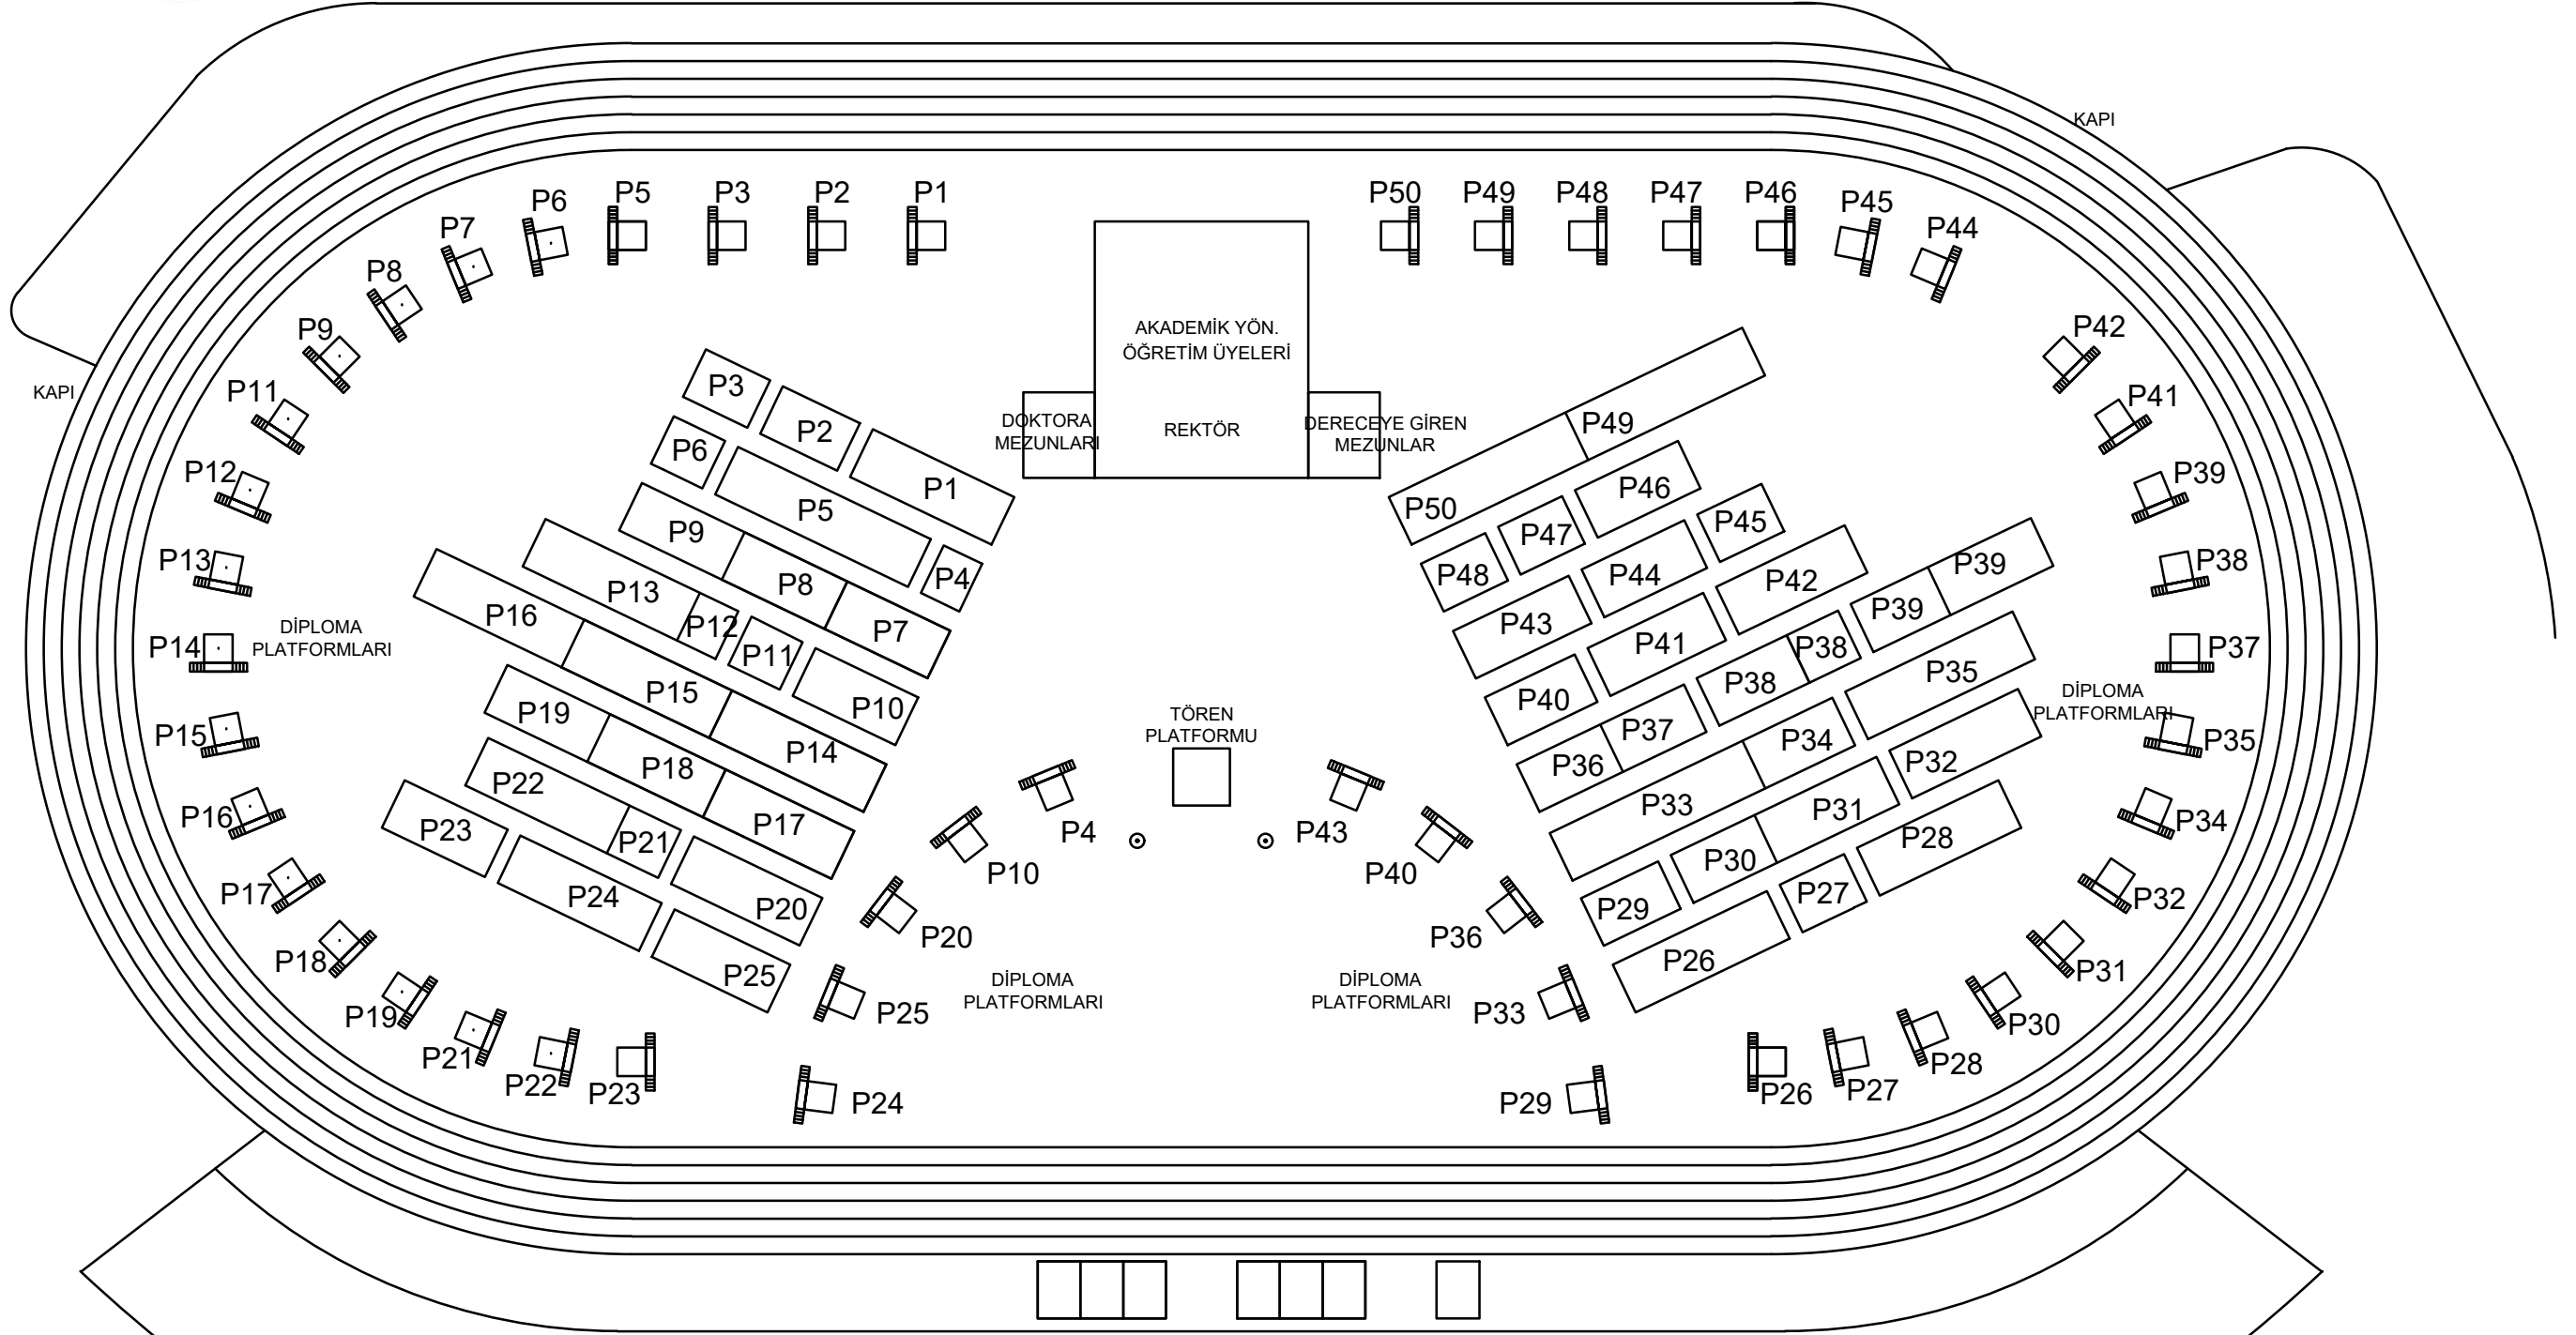 KAPI
P5
P3
P2
P1
P50
P49
P48
P47
P46
P45
P44
P6
P7
P8
P9
P11
P12
P13
P14
P15
P16
P17
P18
P19
P21
P22
P23
P42
P41
P39
P38
P37
P35
P34
P32
P31
P30
P28
P27
P26
KAPI
AKADEMİK YÖN.
ÖĞRETİM ÜYELERİ
REKTÖR
DOKTORA
MEZUNLARI
DERECEYE GİREN
MEZUNLAR
P3
P2
P1
P6
P5
P4
P9
P8
P7
P13
P12
P11
P10
P16
P15
P14
P19
P18
P17
P22
P21
P20
P23
P24
P25
P49
P50
P46
P47
P48
P45
P44
P43
P42
P41
P40
P39
P39
P38
P38
P37
P36
P35
P34
P33
P32
P31
P30
P29
P28
P27
P26
DİPLOMA
PLATFORMLARI
DİPLOMA
PLATFORMLARI
TÖREN
PLATFORMU
P4
P43
P10
P40
P20
P36
P25
P33
P24
P29
DİPLOMA
PLATFORMLARI
DİPLOMA
PLATFORMLARI